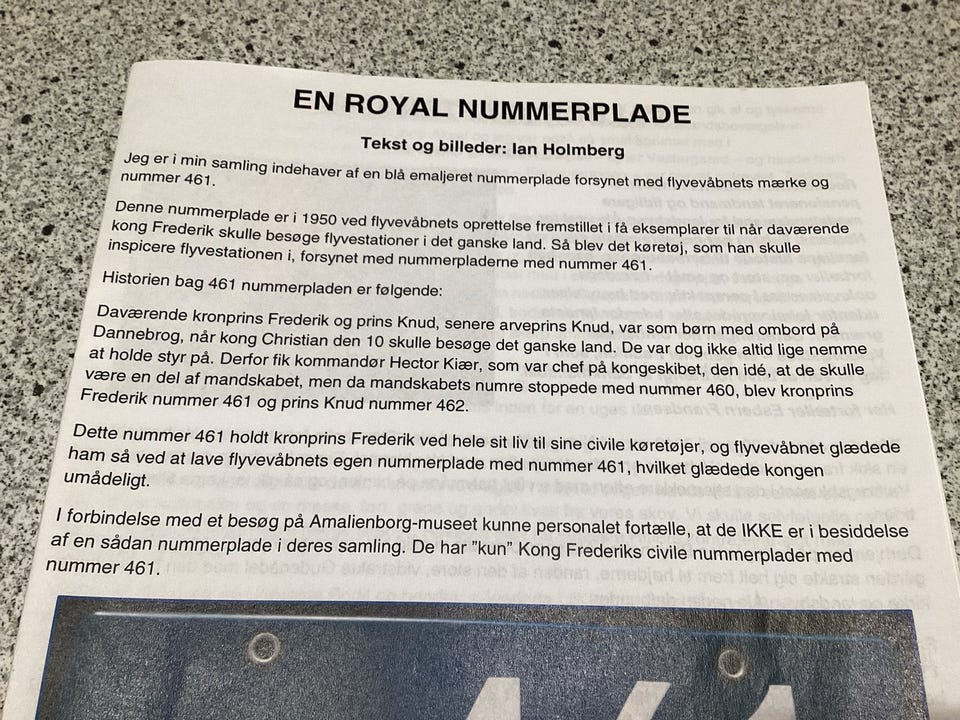 EN ROYAL NUMMERPLADE
Tekst og billeder: Ian Holmberg
Jeg er i min samling indehaver af en blå emaljeret nummerplade forsynet med flyvevåbnets mærke og
nummer 461.
Denne nummerplade er i 1950 ved flyvevåbnets oprettelse fremstillet i få eksemplarer til når daværende
kong Frederik skulle besøge flyvestationer i det ganske land. Så blev det køretøj, som han skulle
inspicere flyvestationen i, forsynet med nummerpladerne med nummer 461.
Historien bag 461 nummerpladen er følgende:
Daværende kronprins Frederik og prins Knud, senere arveprins Knud, var som børn med ombord på
Dannebrog, når kong Christian den 10 skulle besøge det ganske land. De var dog ikke altid lige nemme
at holde styr på. Derfor fik kommandør Hector Kiær, som var chef på kongeskibet, den idé, at de skulle
være en del af mandskabet, men da mandskabets numre stoppede med nummer 460, blev kronprins
Frederik nummer 461 og prins Knud nummer 462.
Dette nummer 461 holdt kronprins Frederik ved hele sit liv til sine civile køretøjer, og flyvevåbnet glædede
ham så ved at lave flyvevåbnets egen nummerplade med nummer 461, hvilket glædede kongen
umådeligt.
I forbindelse med et besøg på Amalienborg-museet kunne personalet fortælle, at de IKKE er i besiddelse
af en sådan nummerplade i deres samling. De har ”kun” Kong Frederiks civile nummerplader med
nummer 461.
461